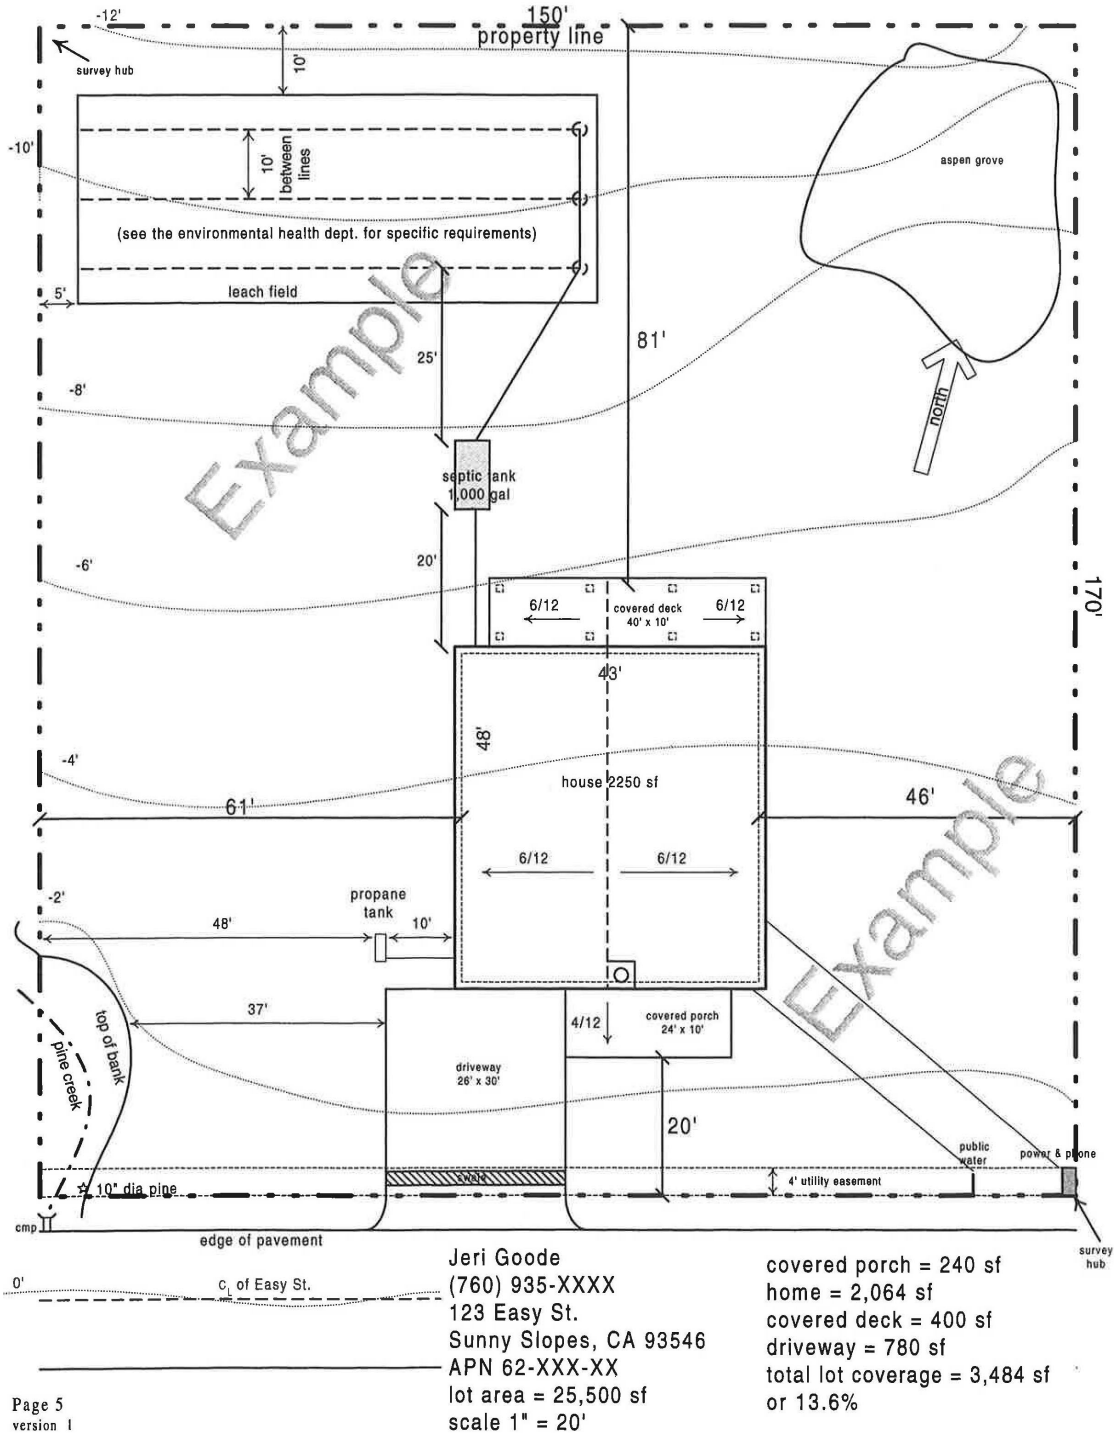 -12'
150'
property line
survey hub
10'
-10'
10'
between
lines
aspen grove
(see the environmental health dept. for specific requirements)
5'
leach field
Example
25'
81'
north
-8'
septic tank
1,000 gal
20'
-6'
6/12
covered deck
40' x 10'
6/12
170'
43'
48'
-4'
house 2250 sf
61'
46'
Example
6/12
6/12
-2'
propane
tank
48'
10'
37'
top of bank
pine creek
4/12
covered porch
24' x 10'
driveway
26' x 30'
20'
public
water
power & phone
10" dia pine
swale
4' utility easement
cmp
edge of pavement
survey
hub
0'
CL of Easy St.
Jeri Goode
(760) 935-XXXX
123 Easy St.
Sunny Slopes, CA 93546
APN 62-XXX-XX
lot area = 25,500 sf
scale 1" = 20'
covered porch = 240 sf
home = 2,064 sf
covered deck = 400 sf
driveway = 780 sf
total lot coverage = 3,484 sf
or 13.6%
Page 5
version 1